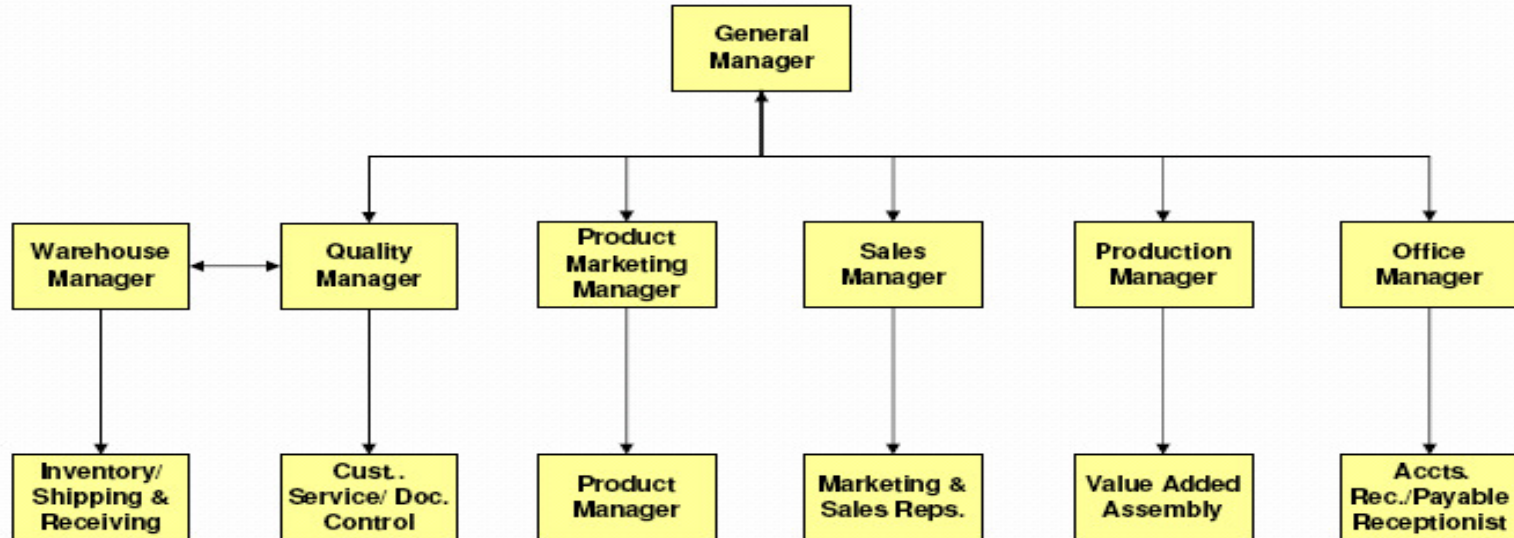 General
Manager
Warehouse
Manager
Quality
Manager
Product
Marketing
Manager
Sales
Manager
Production
Manager
Office
Manager
Inventory/
Shipping &
Receiving
Cust..
Service/ Doc.
Control
Product
Manager
Marketing &
Sales Reps.
Value Added
Assembly
Accts.
Rec./Payable
Receptionist